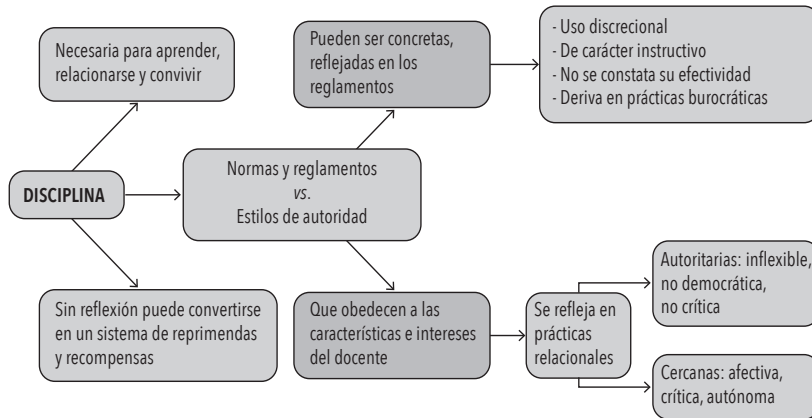 Necesaria para aprender,
relacionarse y convivir
Pueden ser concretas,
reflejadas en los
reglamentos
- Uso discrecional
- De carácter instructivo
- No se constata su efectividad
- Deriva en prácticas burocráticas
DISCIPLINA
Normas y reglamentos
vs.
Estilos de autoridad
Sin reflexión puede convertirse
en un sistema de reprimendas
y recompensas
Que obedecen a las
características e intereses
del docente
Se refleja en
prácticas
relacionales
Autoritarias: inflexible,
no democrática,
no crítica
Cercanas: afectiva,
crítica, autónoma